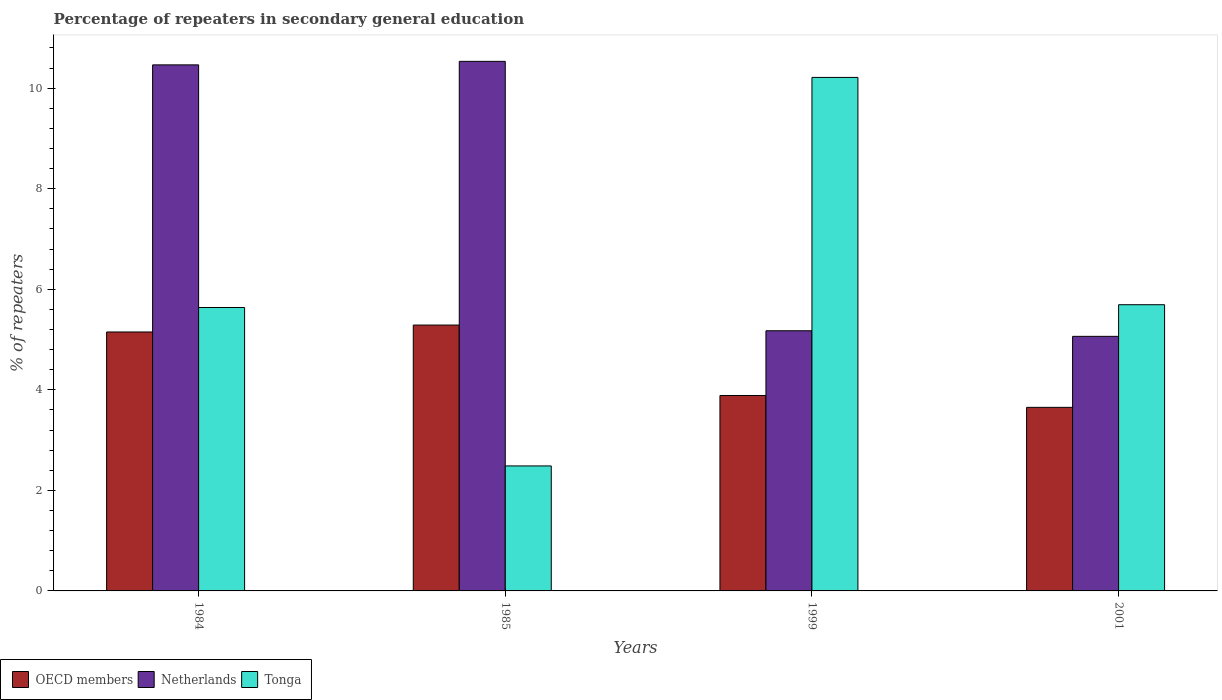 Percentage of repeaters in secondary general education
% of repeaters
10
8
6
4
2
0
1984
1985
1999
2001
Years
OECD members
Netherlands
Tonga